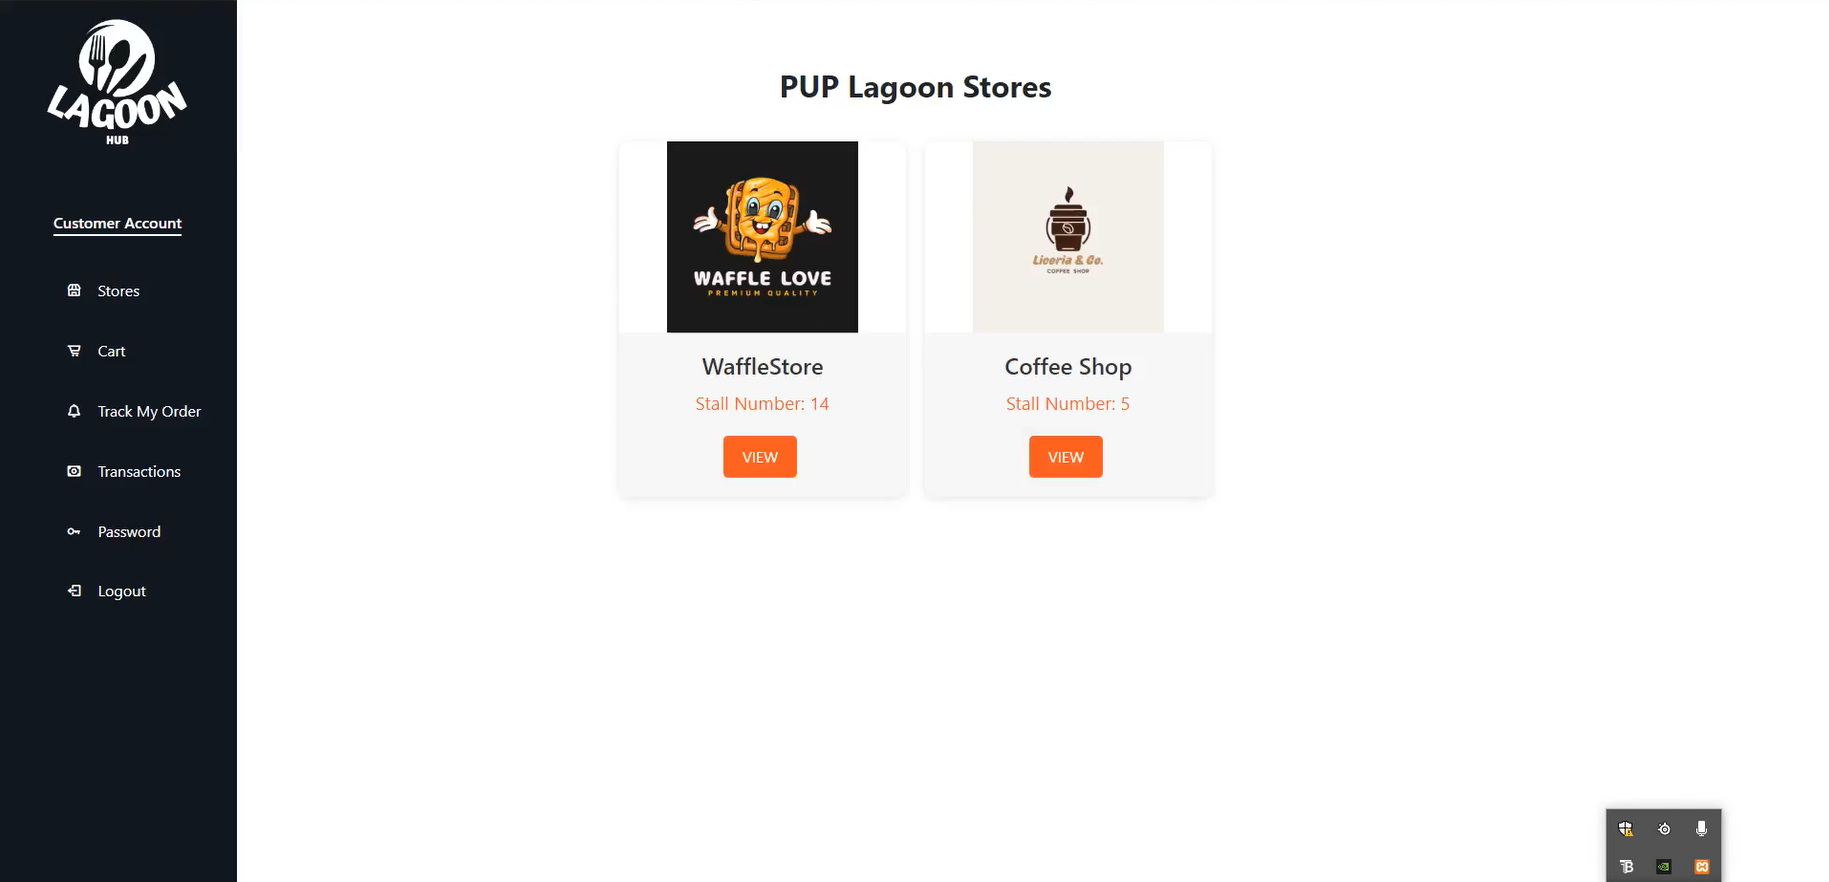 LAGOON
HUB
Customer Account
Stores
Cart
Track My Order
Transactions
Password
Logout
PUP Lagoon Stores
WAFFLE LOVE
PREMIUM QUALITY
WaffleStore
Stall Number: 14
VIEW
Liceria & Co.
COFFEE SHOP
Coffee Shop
Stall Number: 5
VIEW